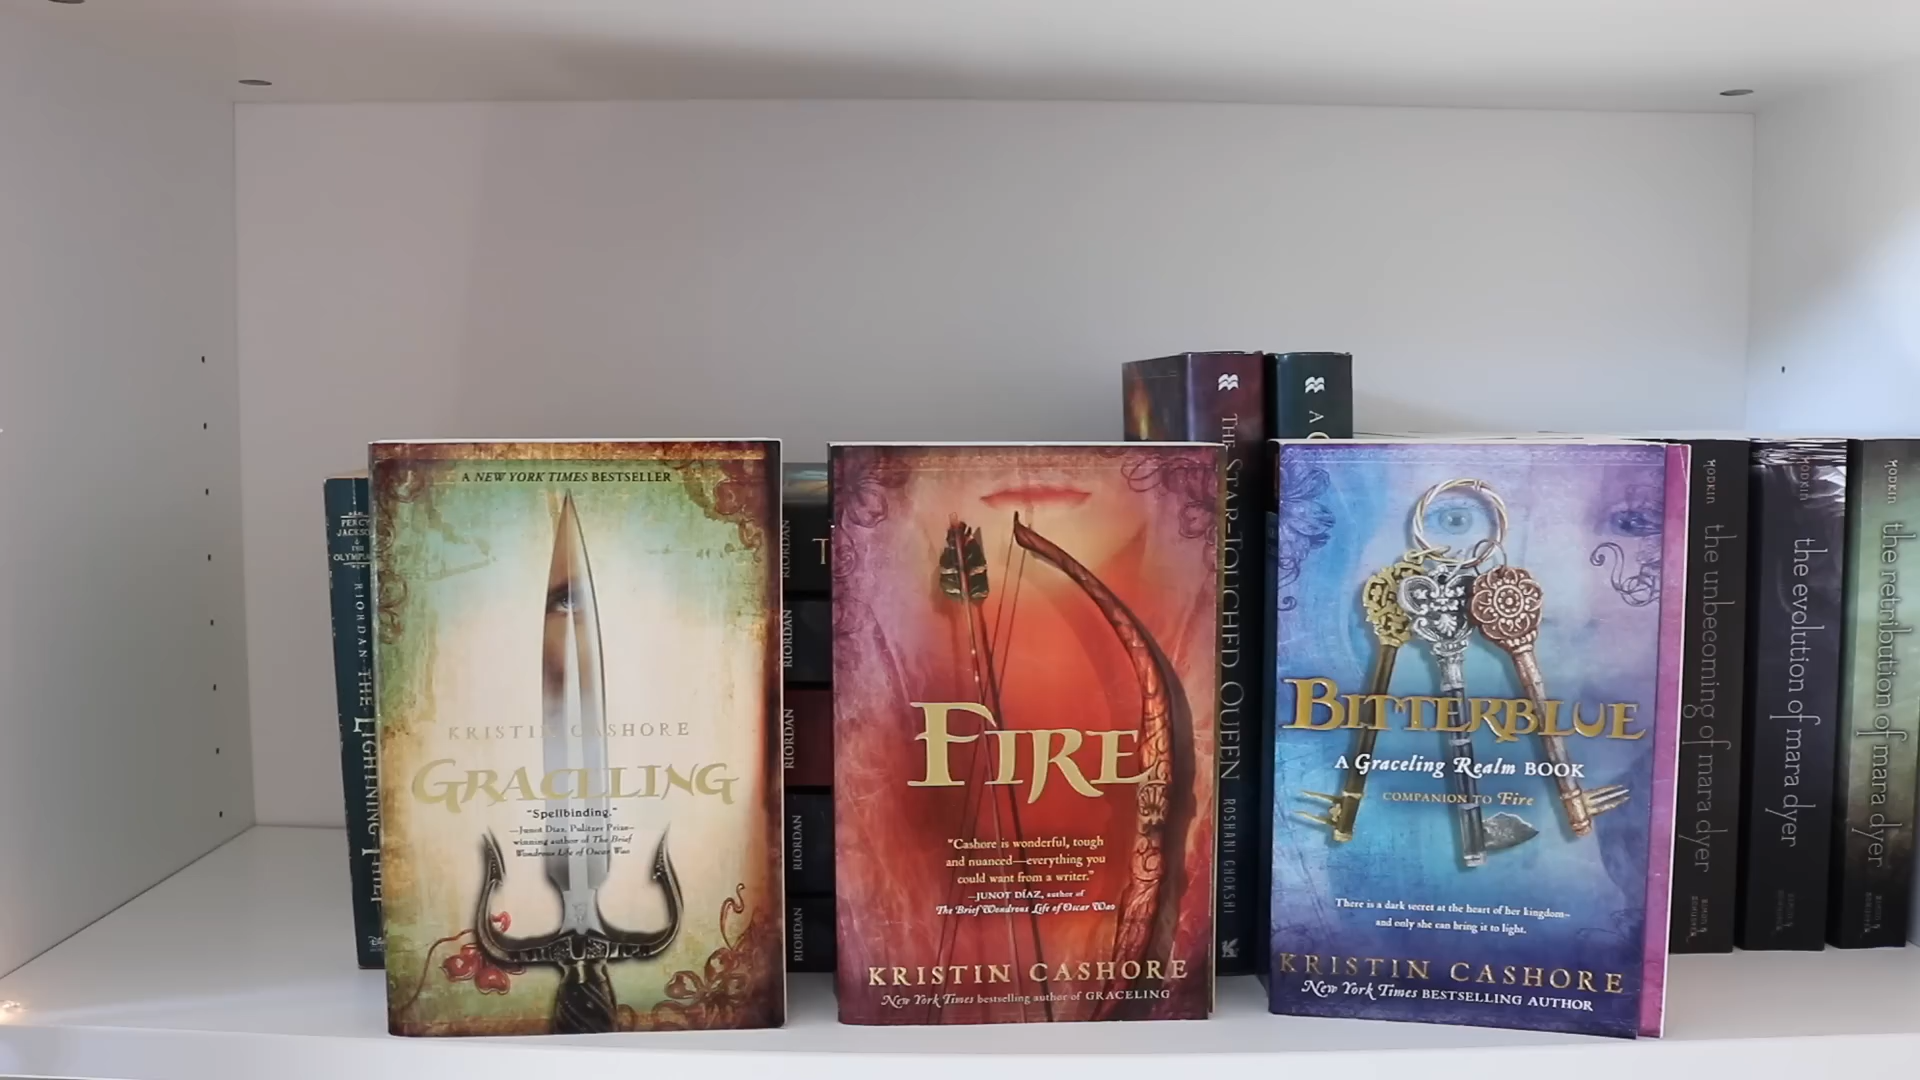 A NEW YORK TIMES BESTSELLER
KRISTIN CASHORE
GRACELING
"Spellbinding."
—Junot Díaz, Pulitzer Prize–
winning author of The Brief
Wondrous Life of Oscar Wao
FIRE
"Cashore is wonderful, tough
and nuanced—everything you
could want from a writer."
—JUNOT DÍAZ, author of
The Brief Wondrous Life of Oscar Wao
KRISTIN CASHORE
New York Times bestselling author of GRACELING
BITTERBLUE
A Graceling Realm BOOK
COMPANION TO Fire
There is a dark secret at the heart of her kingdom–
and only she can bring it to light.
KRISTIN CASHORE
New York Times BESTSELLING AUTHOR
PERCY
JACKSON
& THE
OLYMPIA
RIORDAN THE LIGHTNING THIEF
RIORDAN
RIORDAN
RIORDAN
RIORDAN
RIORDAN
T
THE STAR-TOUCHED QUEEN ROSHANI CHOKSHI
A
HODKIN the unbecoming of mara dyer
HODKIN the evolution of mara dyer
HODKIN the retribution of mara dyer